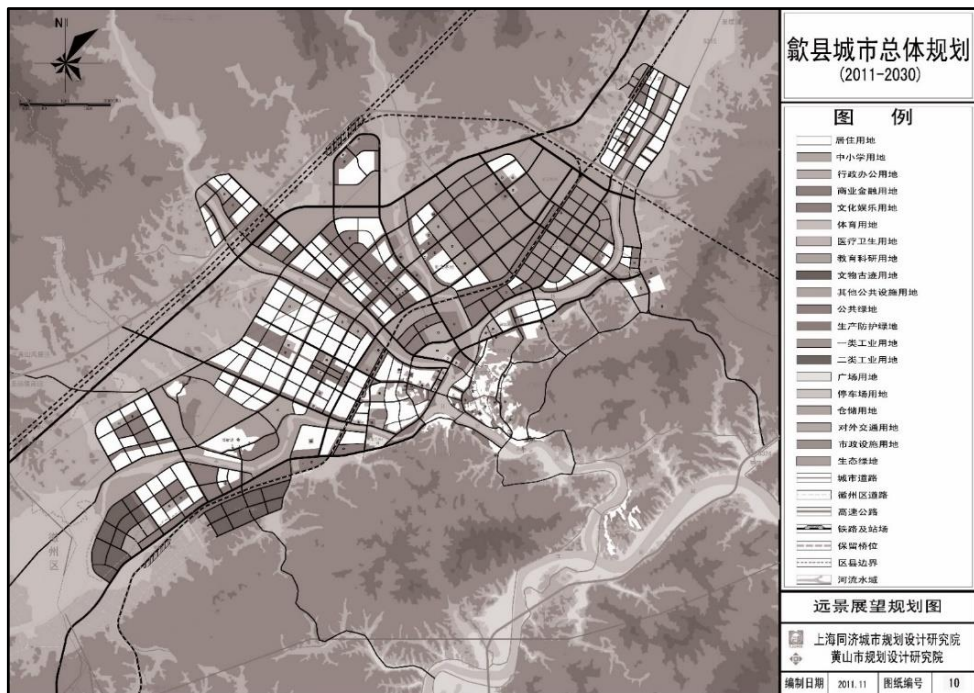 N
歙县城市总体规划
(2011-2030)
图 例
居住用地
中小学用地
行政办公用地
商业金融用地
文化娱乐用地
体育用地
医疗卫生用地
教育科研用地
文物古迹用地
其他公共设施用地
公共绿地
生产防护绿地
一类工业用地
二类工业用地
广场用地
停车场用地
仓储用地
对外交通用地
市政设施用地
生态绿地
城市道路
徽州区道路
高速公路
铁路及站场
保留桥位
区县边界
河流水域
徽州区
远景展望规划图
上海同济城市规划设计研究院
黄山市规划设计研究院
编制日期 2011.11 图纸编号 10